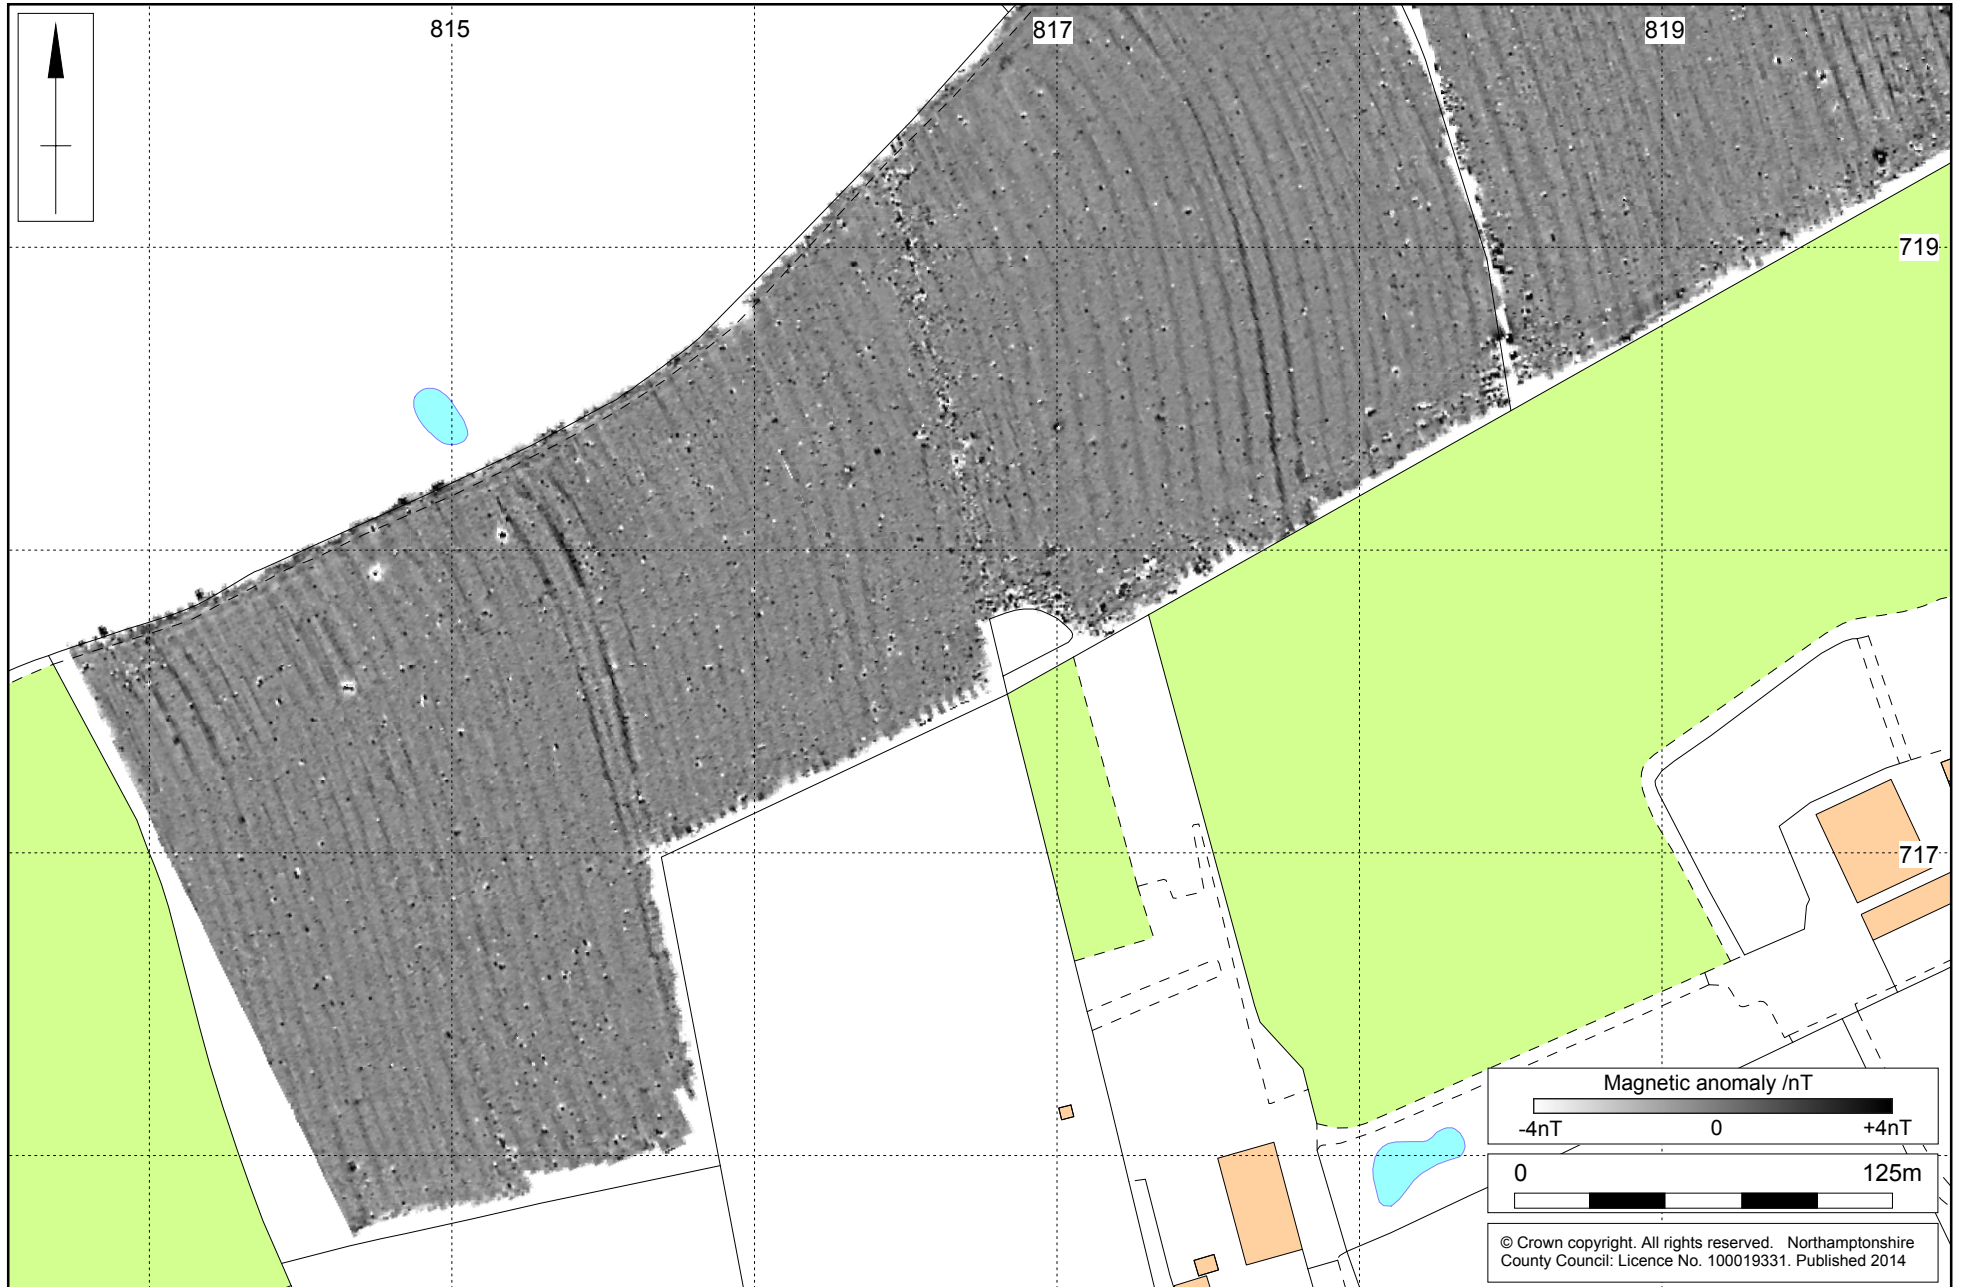 815
817
819
719
717
Magnetic anomaly /nT
-4nT 0 +4nT
0 125m
© Crown copyright. All rights reserved. Northamptonshire
County Council: Licence No. 100019331. Published 2014